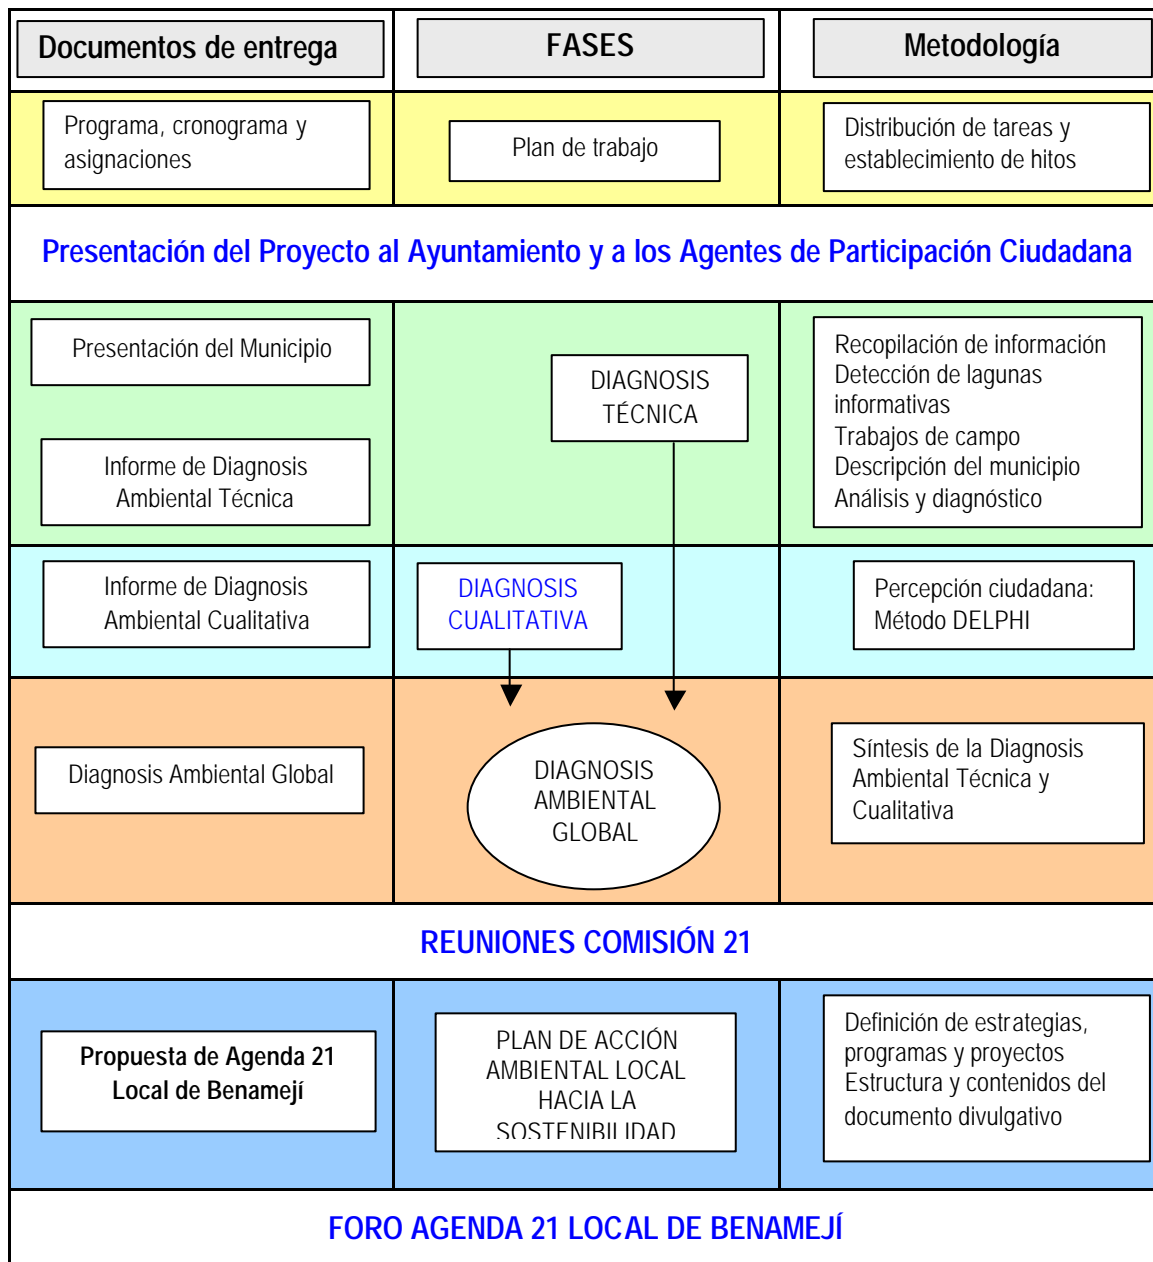 Documentos de entrega
FASES
Metodología
Programa, cronograma y
asignaciones
Plan de trabajo
Distribución de tareas y
establecimiento de hitos
Presentación del Proyecto al Ayuntamiento y a los Agentes de Participación Ciudadana
Presentación del Municipio
Informe de Diagnosis
Ambiental Técnica
DIAGNOSIS
TÉCNICA
Recopilación de información
Detección de lagunas
informativas
Trabajos de campo
Descripción del municipio
Análisis y diagnóstico
Informe de Diagnosis
Ambiental Cualitativa
DIAGNOSIS
CUALITATIVA
Percepción ciudadana:
Método DELPHI
Diagnosis Ambiental Global
DIAGNOSIS
AMBIENTAL
GLOBAL
Síntesis de la Diagnosis
Ambiental Técnica y
Cualitativa
REUNIONES COMISIÓN 21
Propuesta de Agenda 21
Local de Benamejí
PLAN DE ACCIÓN
AMBIENTAL LOCAL
HACIA LA
SOSTENIBILIDAD
Definición de estrategias,
programas y proyectos
Estructura y contenidos del
documento divulgativo
FORO AGENDA 21 LOCAL DE BENAMEJÍ